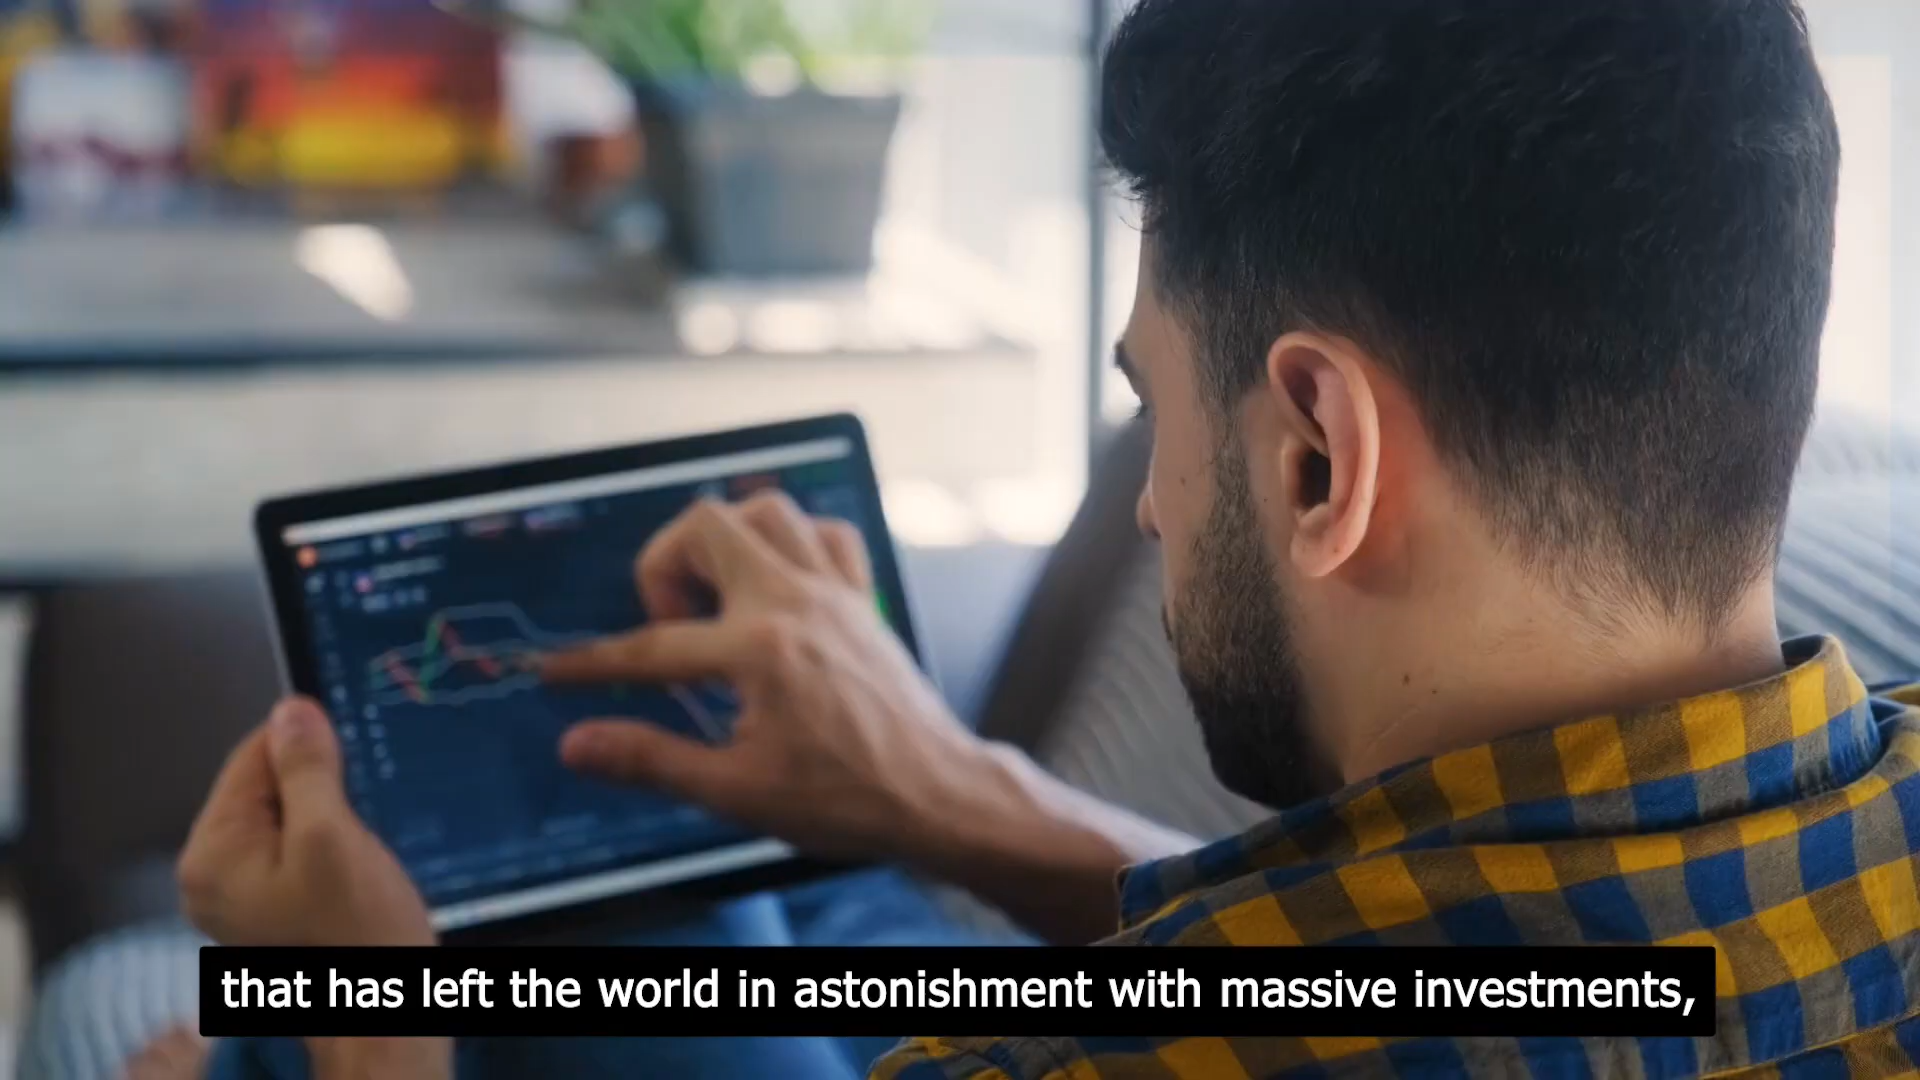 that has left the world in astonishment with massive investments,